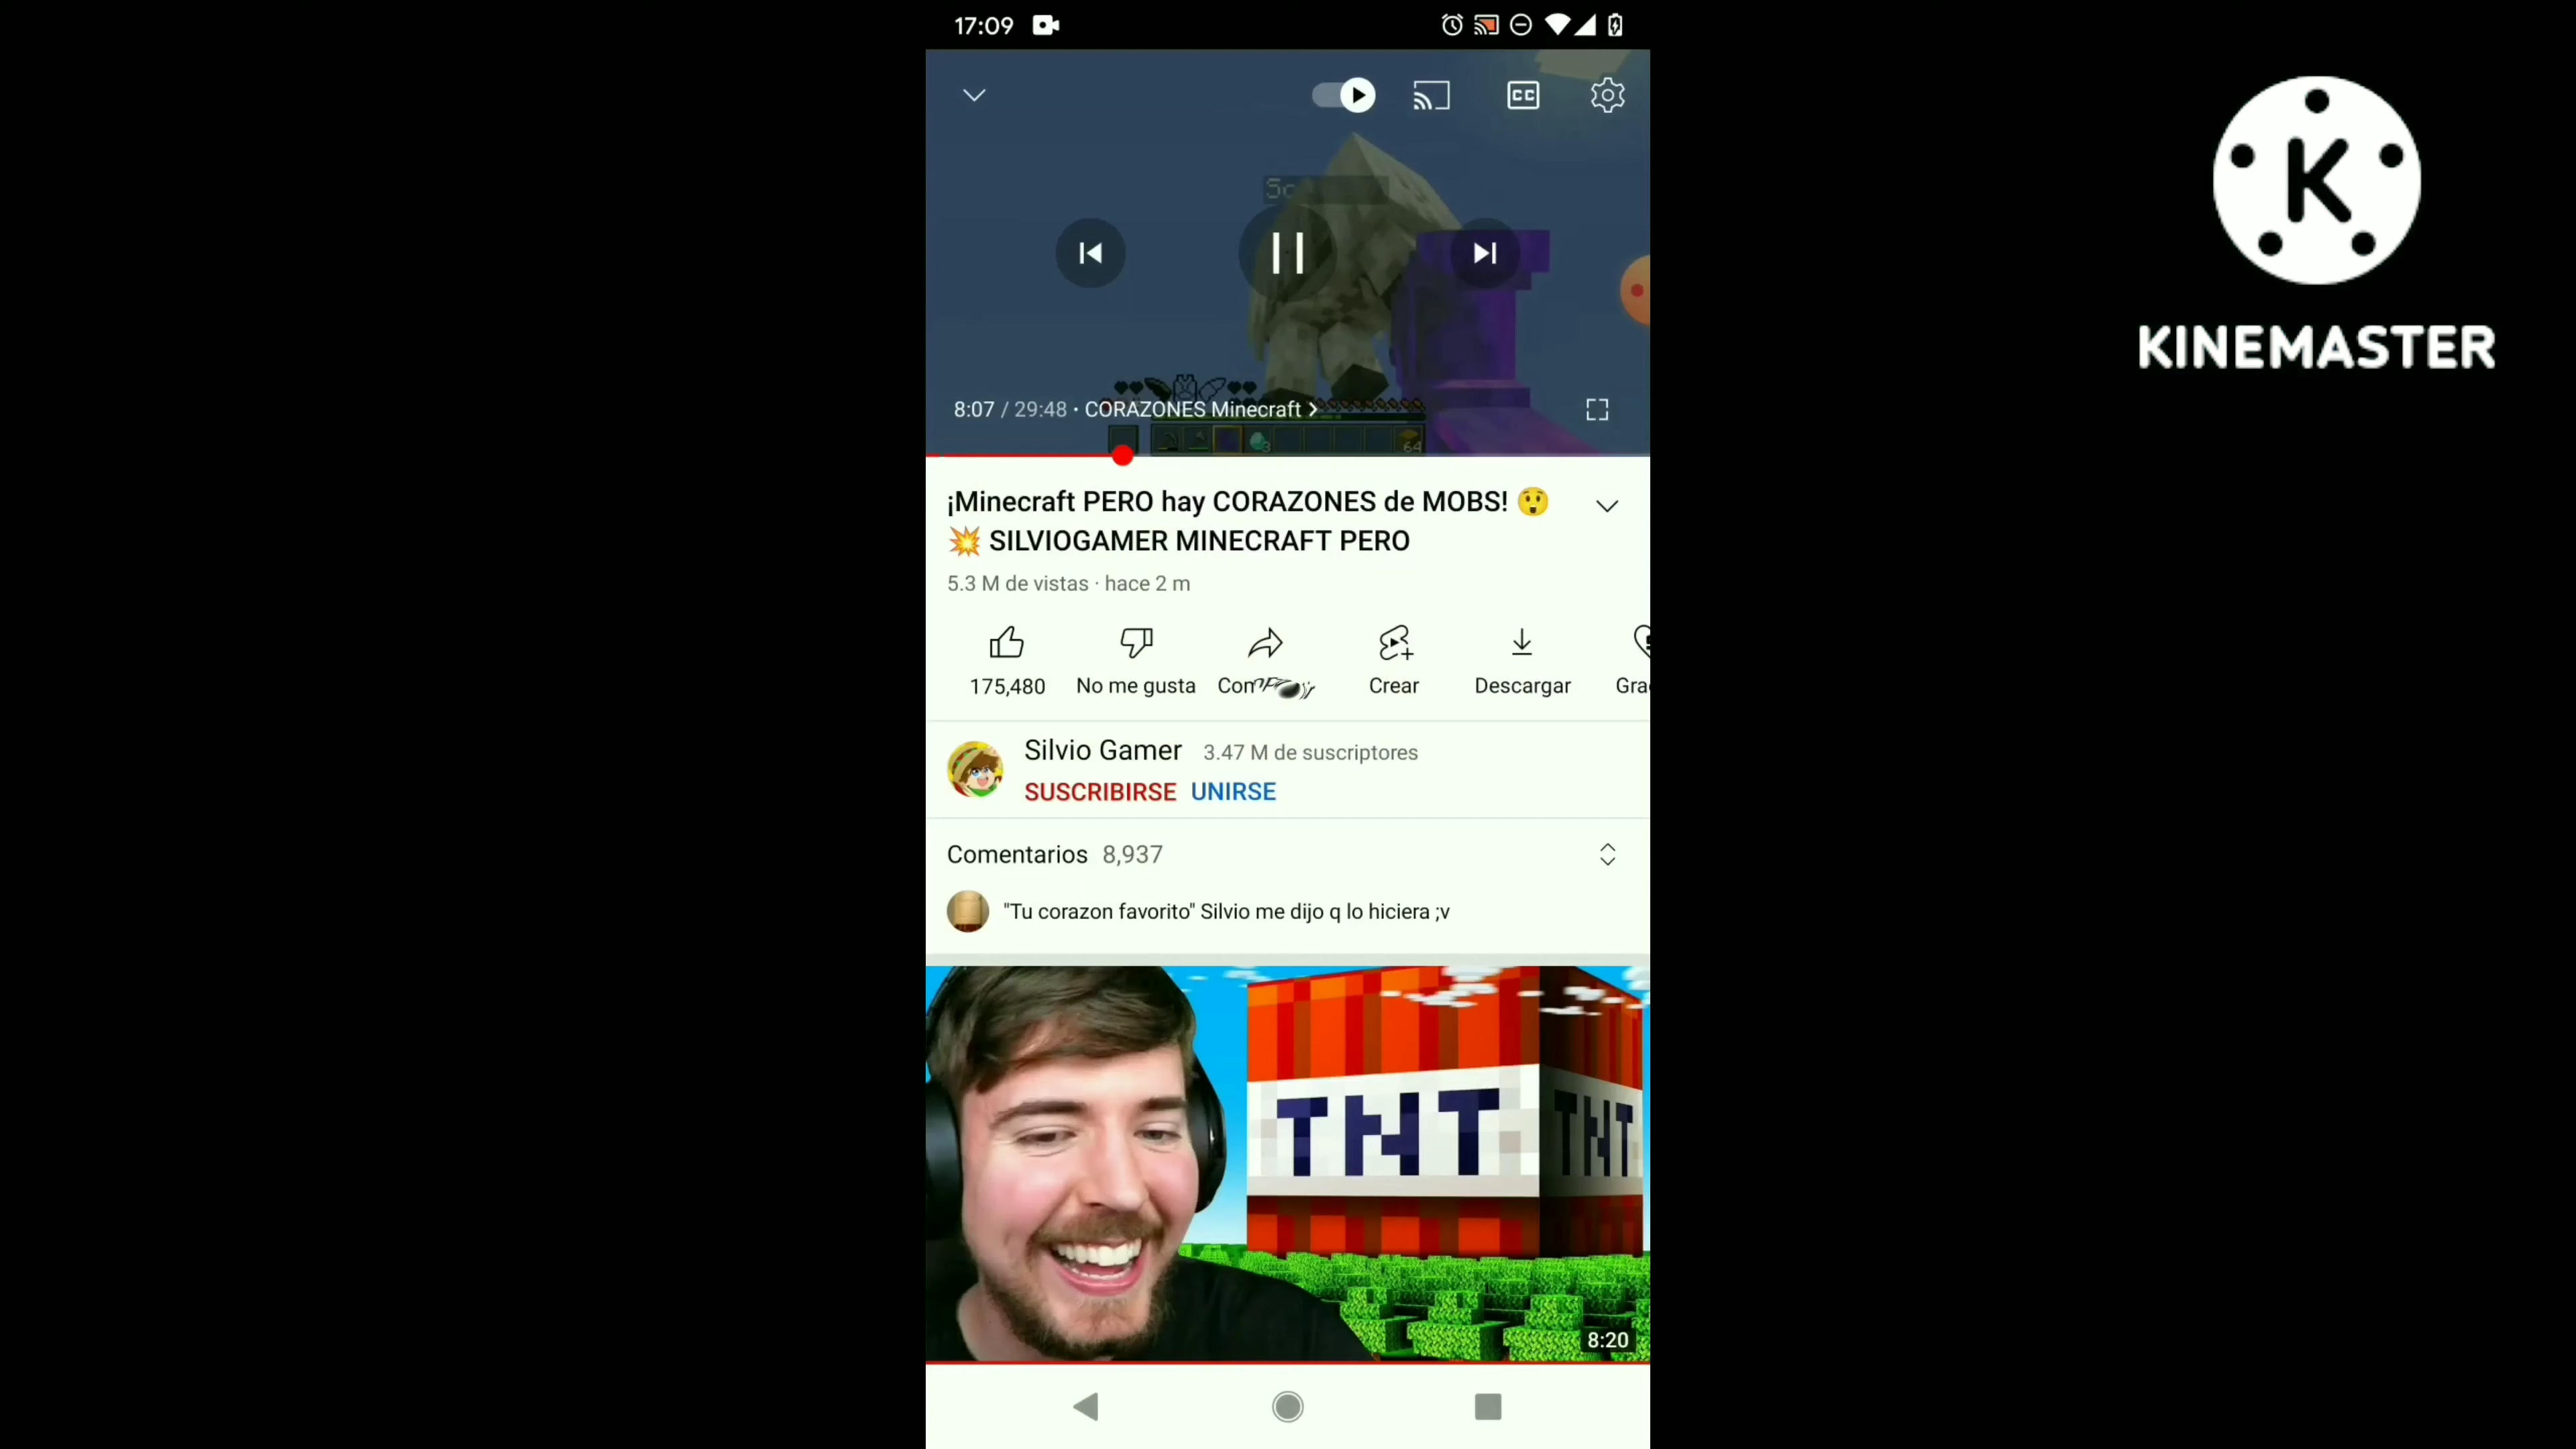 17:09
K
KINEMASTER
CC
8:07 / 29:48 · CORAZONES Minecraft
64
¡Minecraft PERO hay CORAZONES de MOBS! 😲
💥 SILVIOGAMER MINECRAFT PERO
5.3 M de vistas · hace 2 m
175,480 No me gusta Crear Descargar
Silvio Gamer 3.47 M de suscriptores
SUSCRIBIRSE UNIRSE
Comentarios 8,937
"Tu corazon favorito" Silvio me dijo q lo hiciera ;v
TNT TNT
8:20